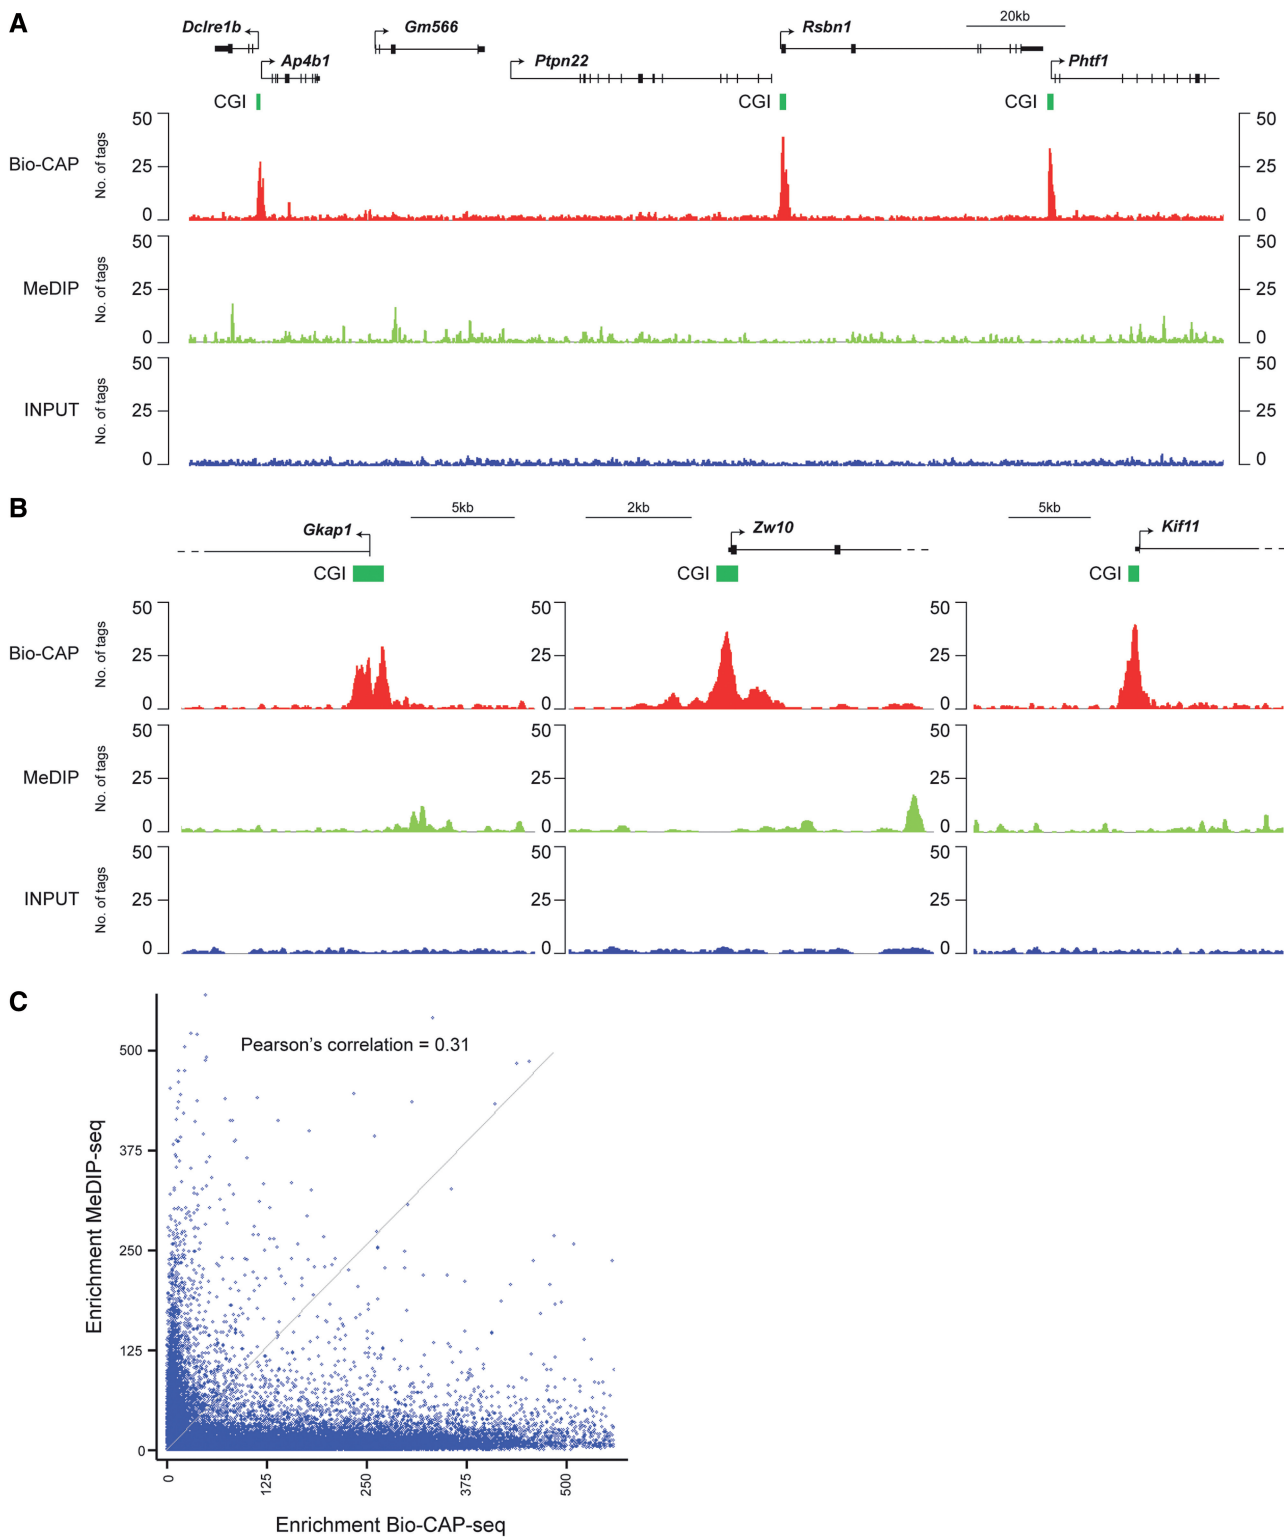 A
Dclre1b
Gm566
Rsbn1
20kb
Ap4b1
Ptpn22
Phtf1
CGI
CGI
CGI
Bio-CAP
No. of tags
50
25
0
50
25
0
MeDIP
No. of tags
50
25
0
50
25
0
INPUT
No. of tags
50
25
0
50
25
0
B
5kb
2kb
5kb
Gkap1
Zw10
Kif11
CGI
CGI
CGI
Bio-CAP
No. of tags
50
25
0
50
25
0
50
25
0
MeDIP
No. of tags
50
25
0
50
25
0
50
25
0
INPUT
No. of tags
50
25
0
50
25
0
50
25
0
C
Pearson's correlation = 0.31
Enrichment MeDIP-seq
500
375
250
125
0
0
125
250
375
500
Enrichment Bio-CAP-seq